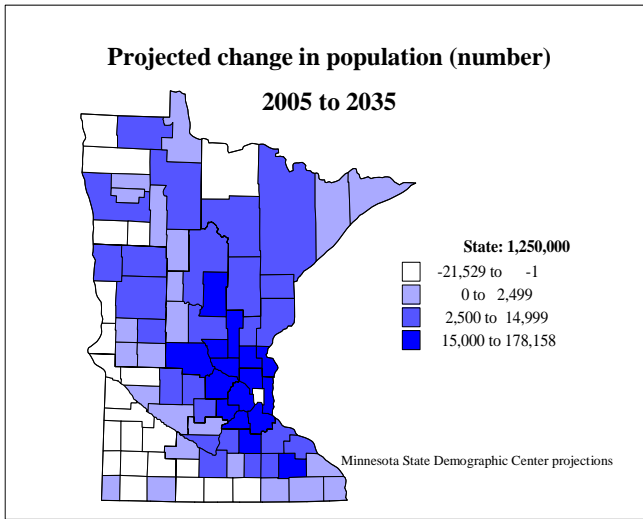 Projected change in population (number)
2005 to 2035
State: 1,250,000
-21,529 to -1
0 to 2,499
2,500 to 14,999
15,000 to 178,158
Minnesota State Demographic Center projections